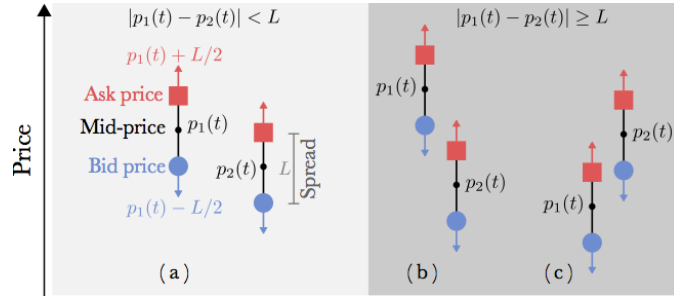 |p₁(t) − p₂(t)| < L
|p₁(t) − p₂(t)| ≥ L
p₁(t) + L/2
Ask price
Mid-price
p₁(t)
Bid price
p₁(t) − L/2
p₂(t)
L
Spread
Price
(a)
p₁(t)
p₂(t)
(b)
p₂(t)
p₁(t)
(c)